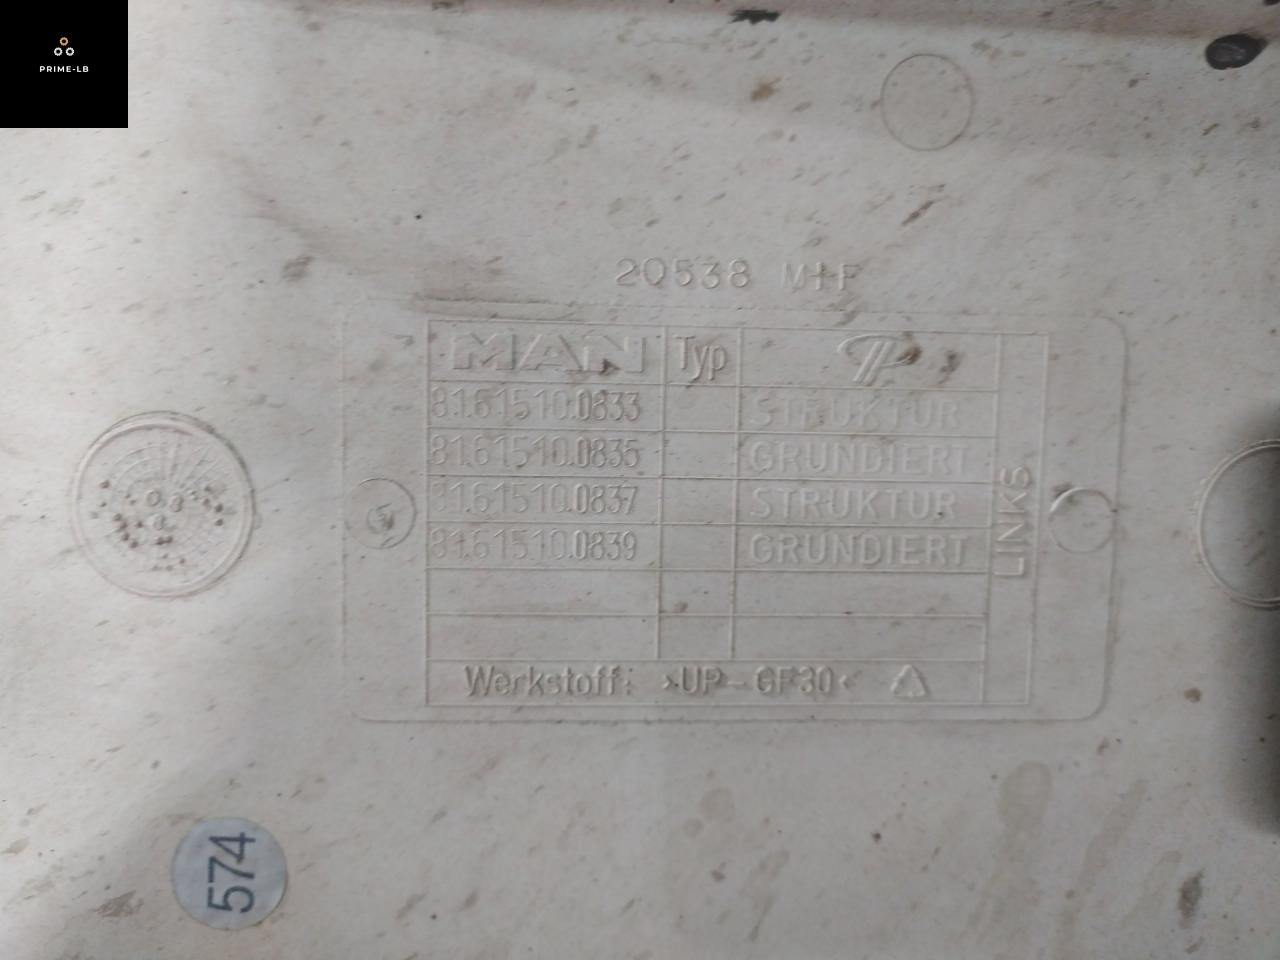 PRIME-LB
20538 M+F
MAN Typ
81.61510.0833 STRUKTUR
81.61510.0835 GRUNDIERT
81.61510.0837 STRUKTUR
81.61510.0839 GRUNDIERT
LINKS
Werkstoff: >UP-GF30<
574